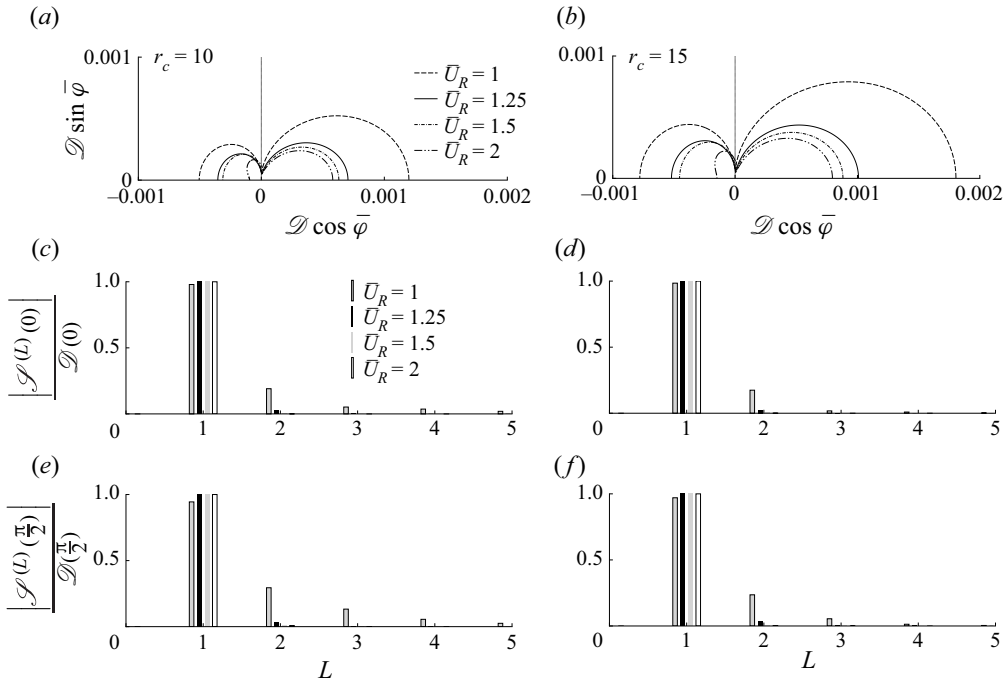 (a)
(b)
0.001
r_c = 10
𝒟 sin φ̄
Ū_R = 1
Ū_R = 1.25
Ū_R = 1.5
Ū_R = 2
0
–0.001 0 0.001 0.002
𝒟 cos φ̄
0.001
r_c = 15
0
–0.001 0 0.001 0.002
𝒟 cos φ̄
(c)
(d)
1.0
0.5
0
|𝒮^(L)(0)|
𝒟(0)
Ū_R = 1
Ū_R = 1.25
Ū_R = 1.5
Ū_R = 2
1 2 3 4 5
1.0
0.5
0
1 2 3 4 5
(e)
(f)
1.0
0.5
0
|𝒮^(L)(π/2)|
𝒟(π/2)
1 2 3 4 5
L
1.0
0.5
0
1 2 3 4 5
L